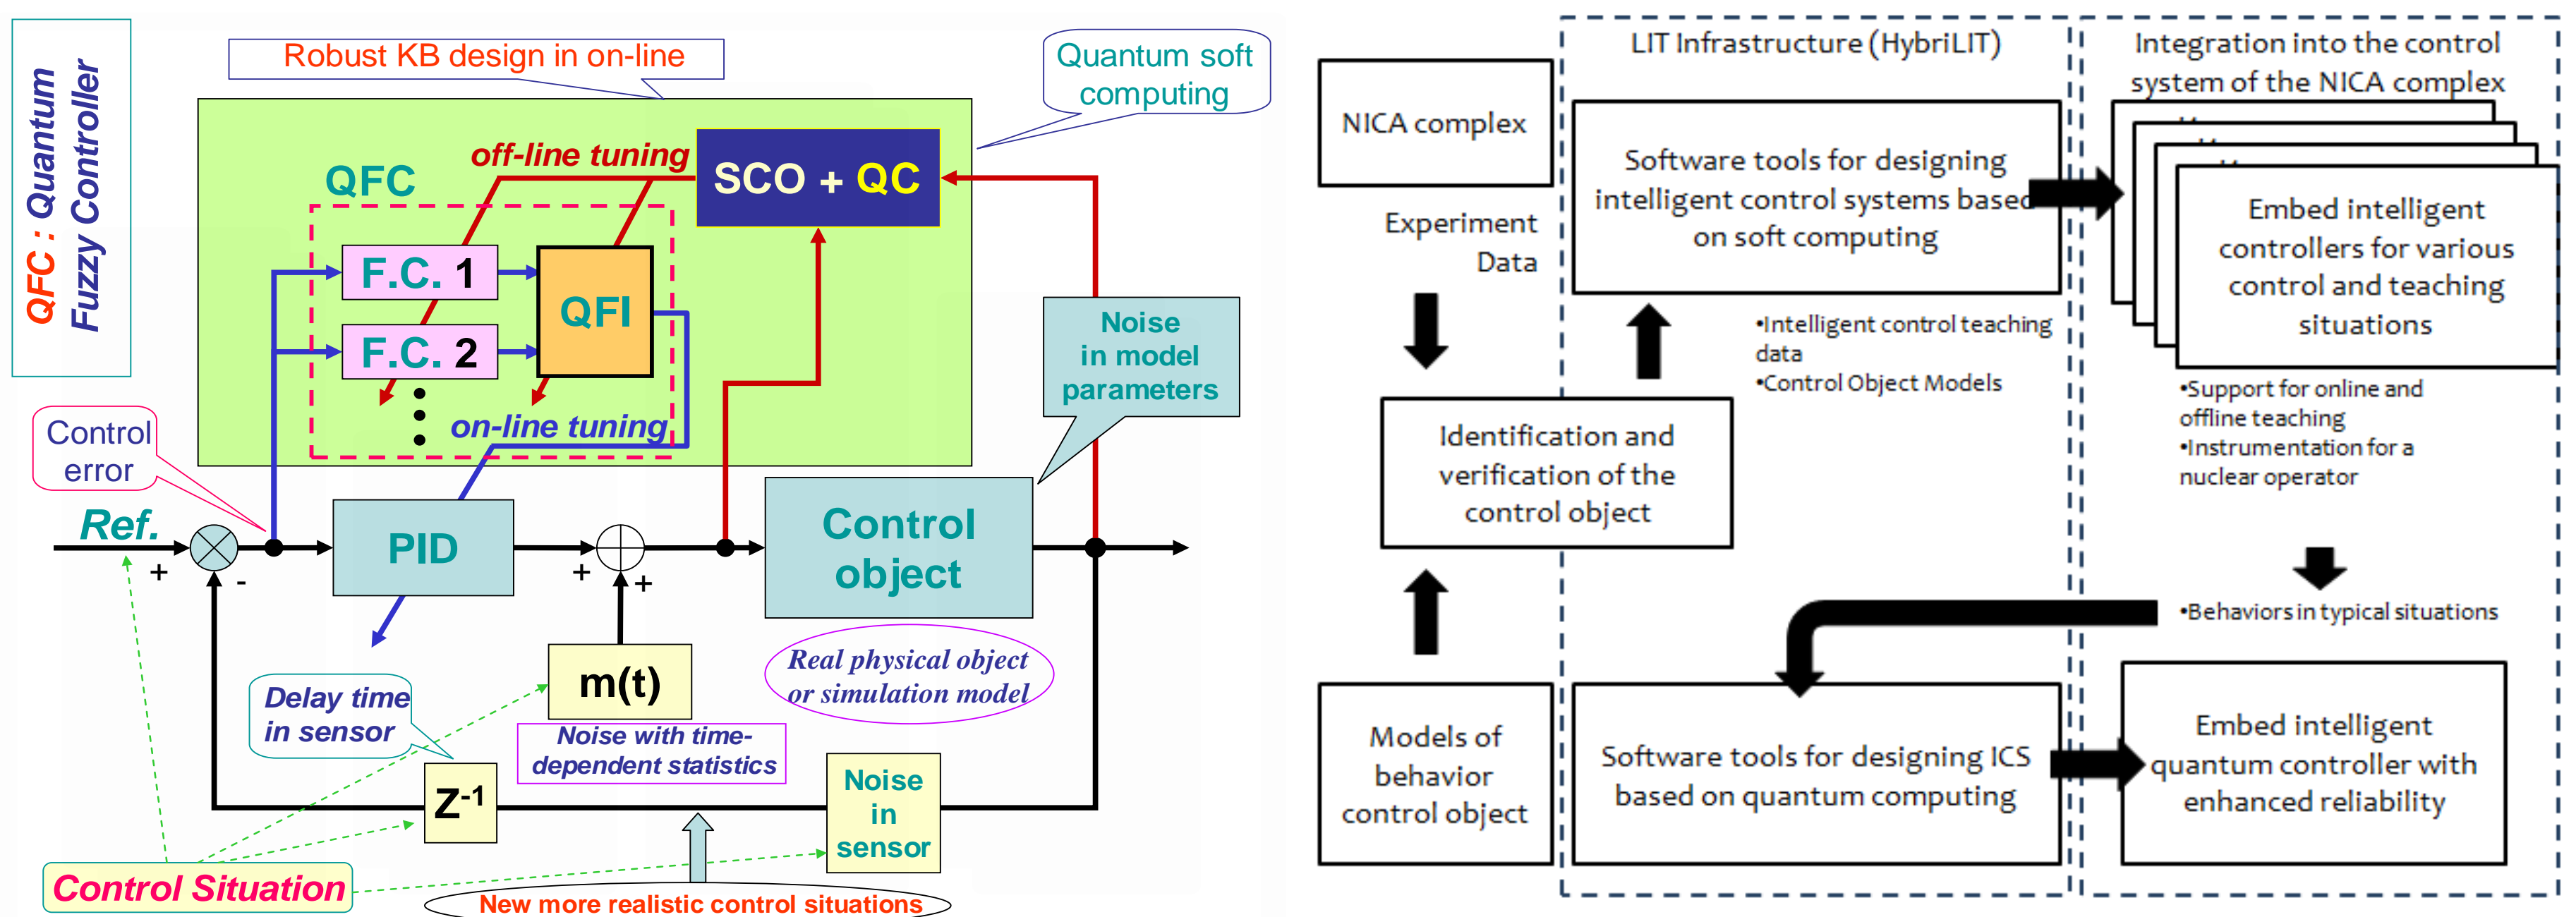 QFC : Quantum
Fuzzy Controller
Robust KB design in on-line
Quantum soft
computing
off-line tuning
SCO + QC
QFC
F.C. 1
QFI
F.C. 2
on-line tuning
Noise
in model
parameters
Control
error
Ref.
+
-
PID
+
+
Control
object
m(t)
Real physical object
or simulation model
Delay time
in sensor
Noise with time-
dependent statistics
Z-1
Noise
in
sensor
Control Situation
New more realistic control situations
LIT Infrastructure (HybriLIT)
Integration into the control
system of the NICA complex
NICA complex
Experiment
Data
Software tools for designing
intelligent control systems based
on soft computing
Embed intelligent
controllers for various
control and teaching
situations
•Intelligent control teaching
data
•Control Object Models
•Support for online and
offline teaching
•Instrumentation for a
nuclear operator
Identification and
verification of the
control object
•Behaviors in typical situations
Models of
behavior
control object
Software tools for designing ICS
based on quantum computing
Embed intelligent
quantum controller with
enhanced reliability